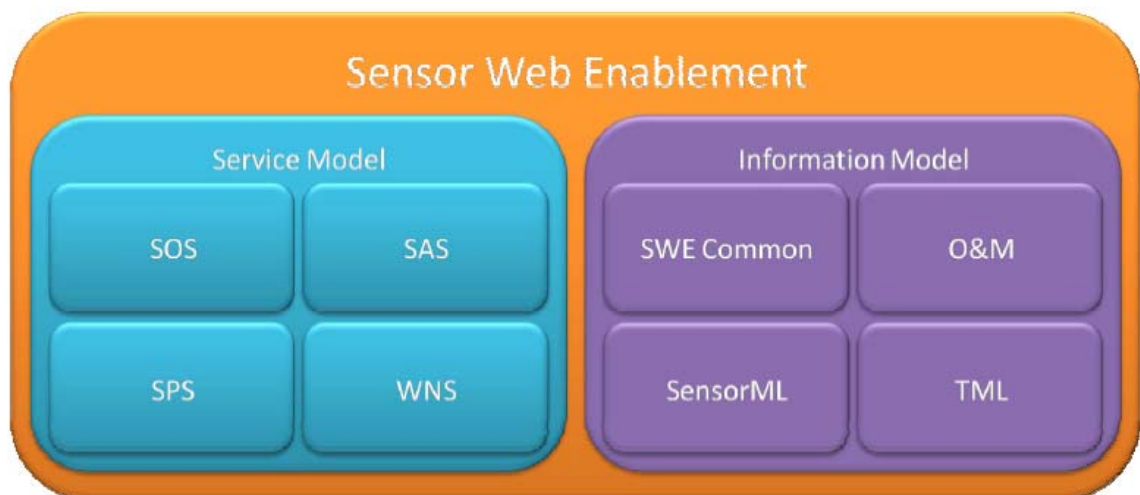 Sensor Web Enablement
Service Model
SOS
SAS
SPS
WNS
Information Model
SWE Common
O&M
SensorML
TML